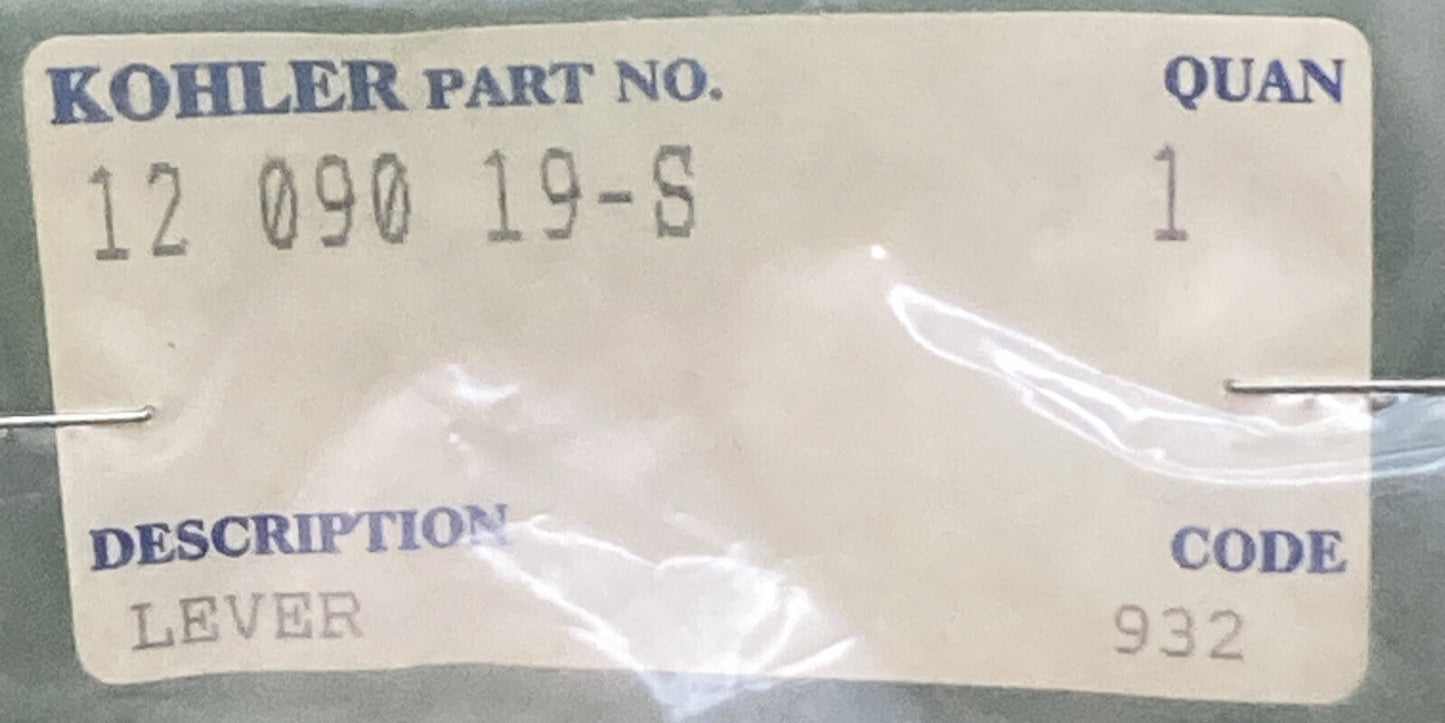 KOHLER PART NO. QUAN
12 090 19-S 1
DESCRIPTION CODE
LEVER 932